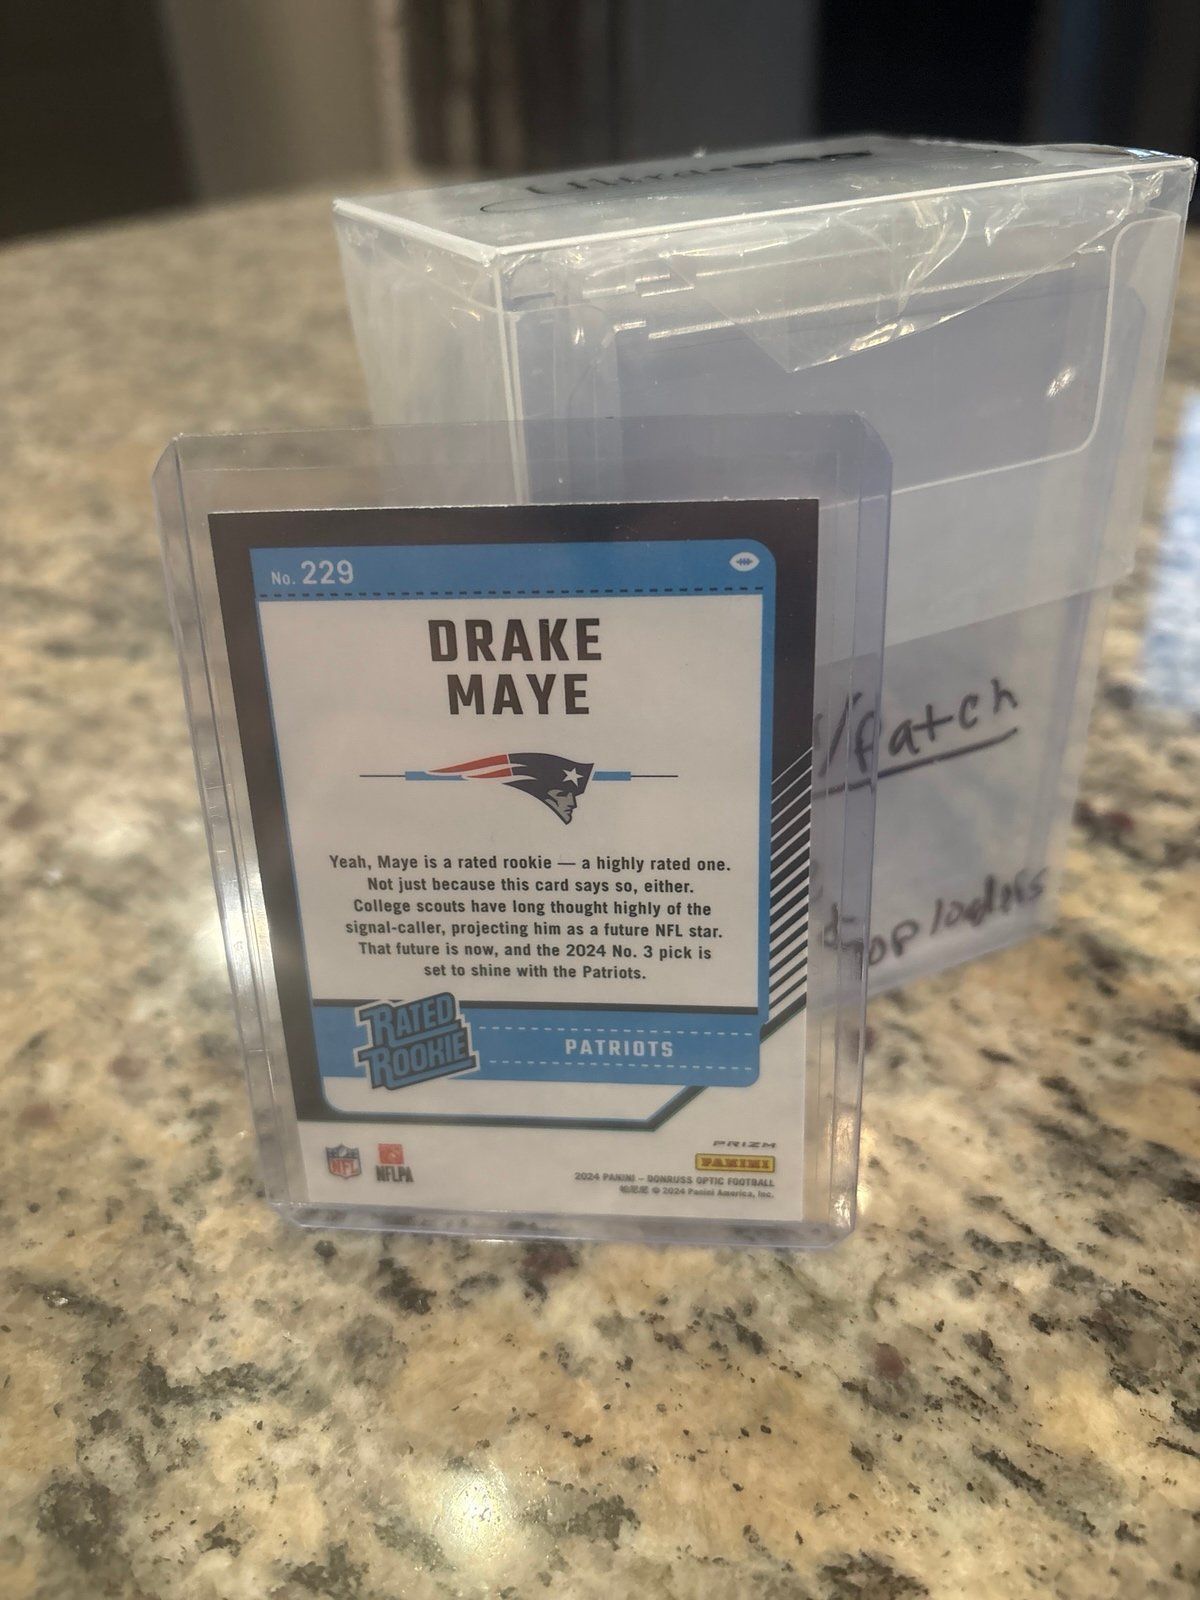 No. 229
DRAKE
MAYE
Yeah, Maye is a rated rookie — a highly rated one.
Not just because this card says so, either.
College scouts have long thought highly of the
signal-caller, projecting him as a future NFL star.
That future is now, and the 2024 No. 3 pick is
set to shine with the Patriots.
RATED
ROOKIE
PATRIOTS
NFL
NFLPA
PRIZM
PANINI
2024 PANINI – DONRUSS OPTIC FOOTBALL
© 2024 Panini America, Inc.
/Patch
Top loaders